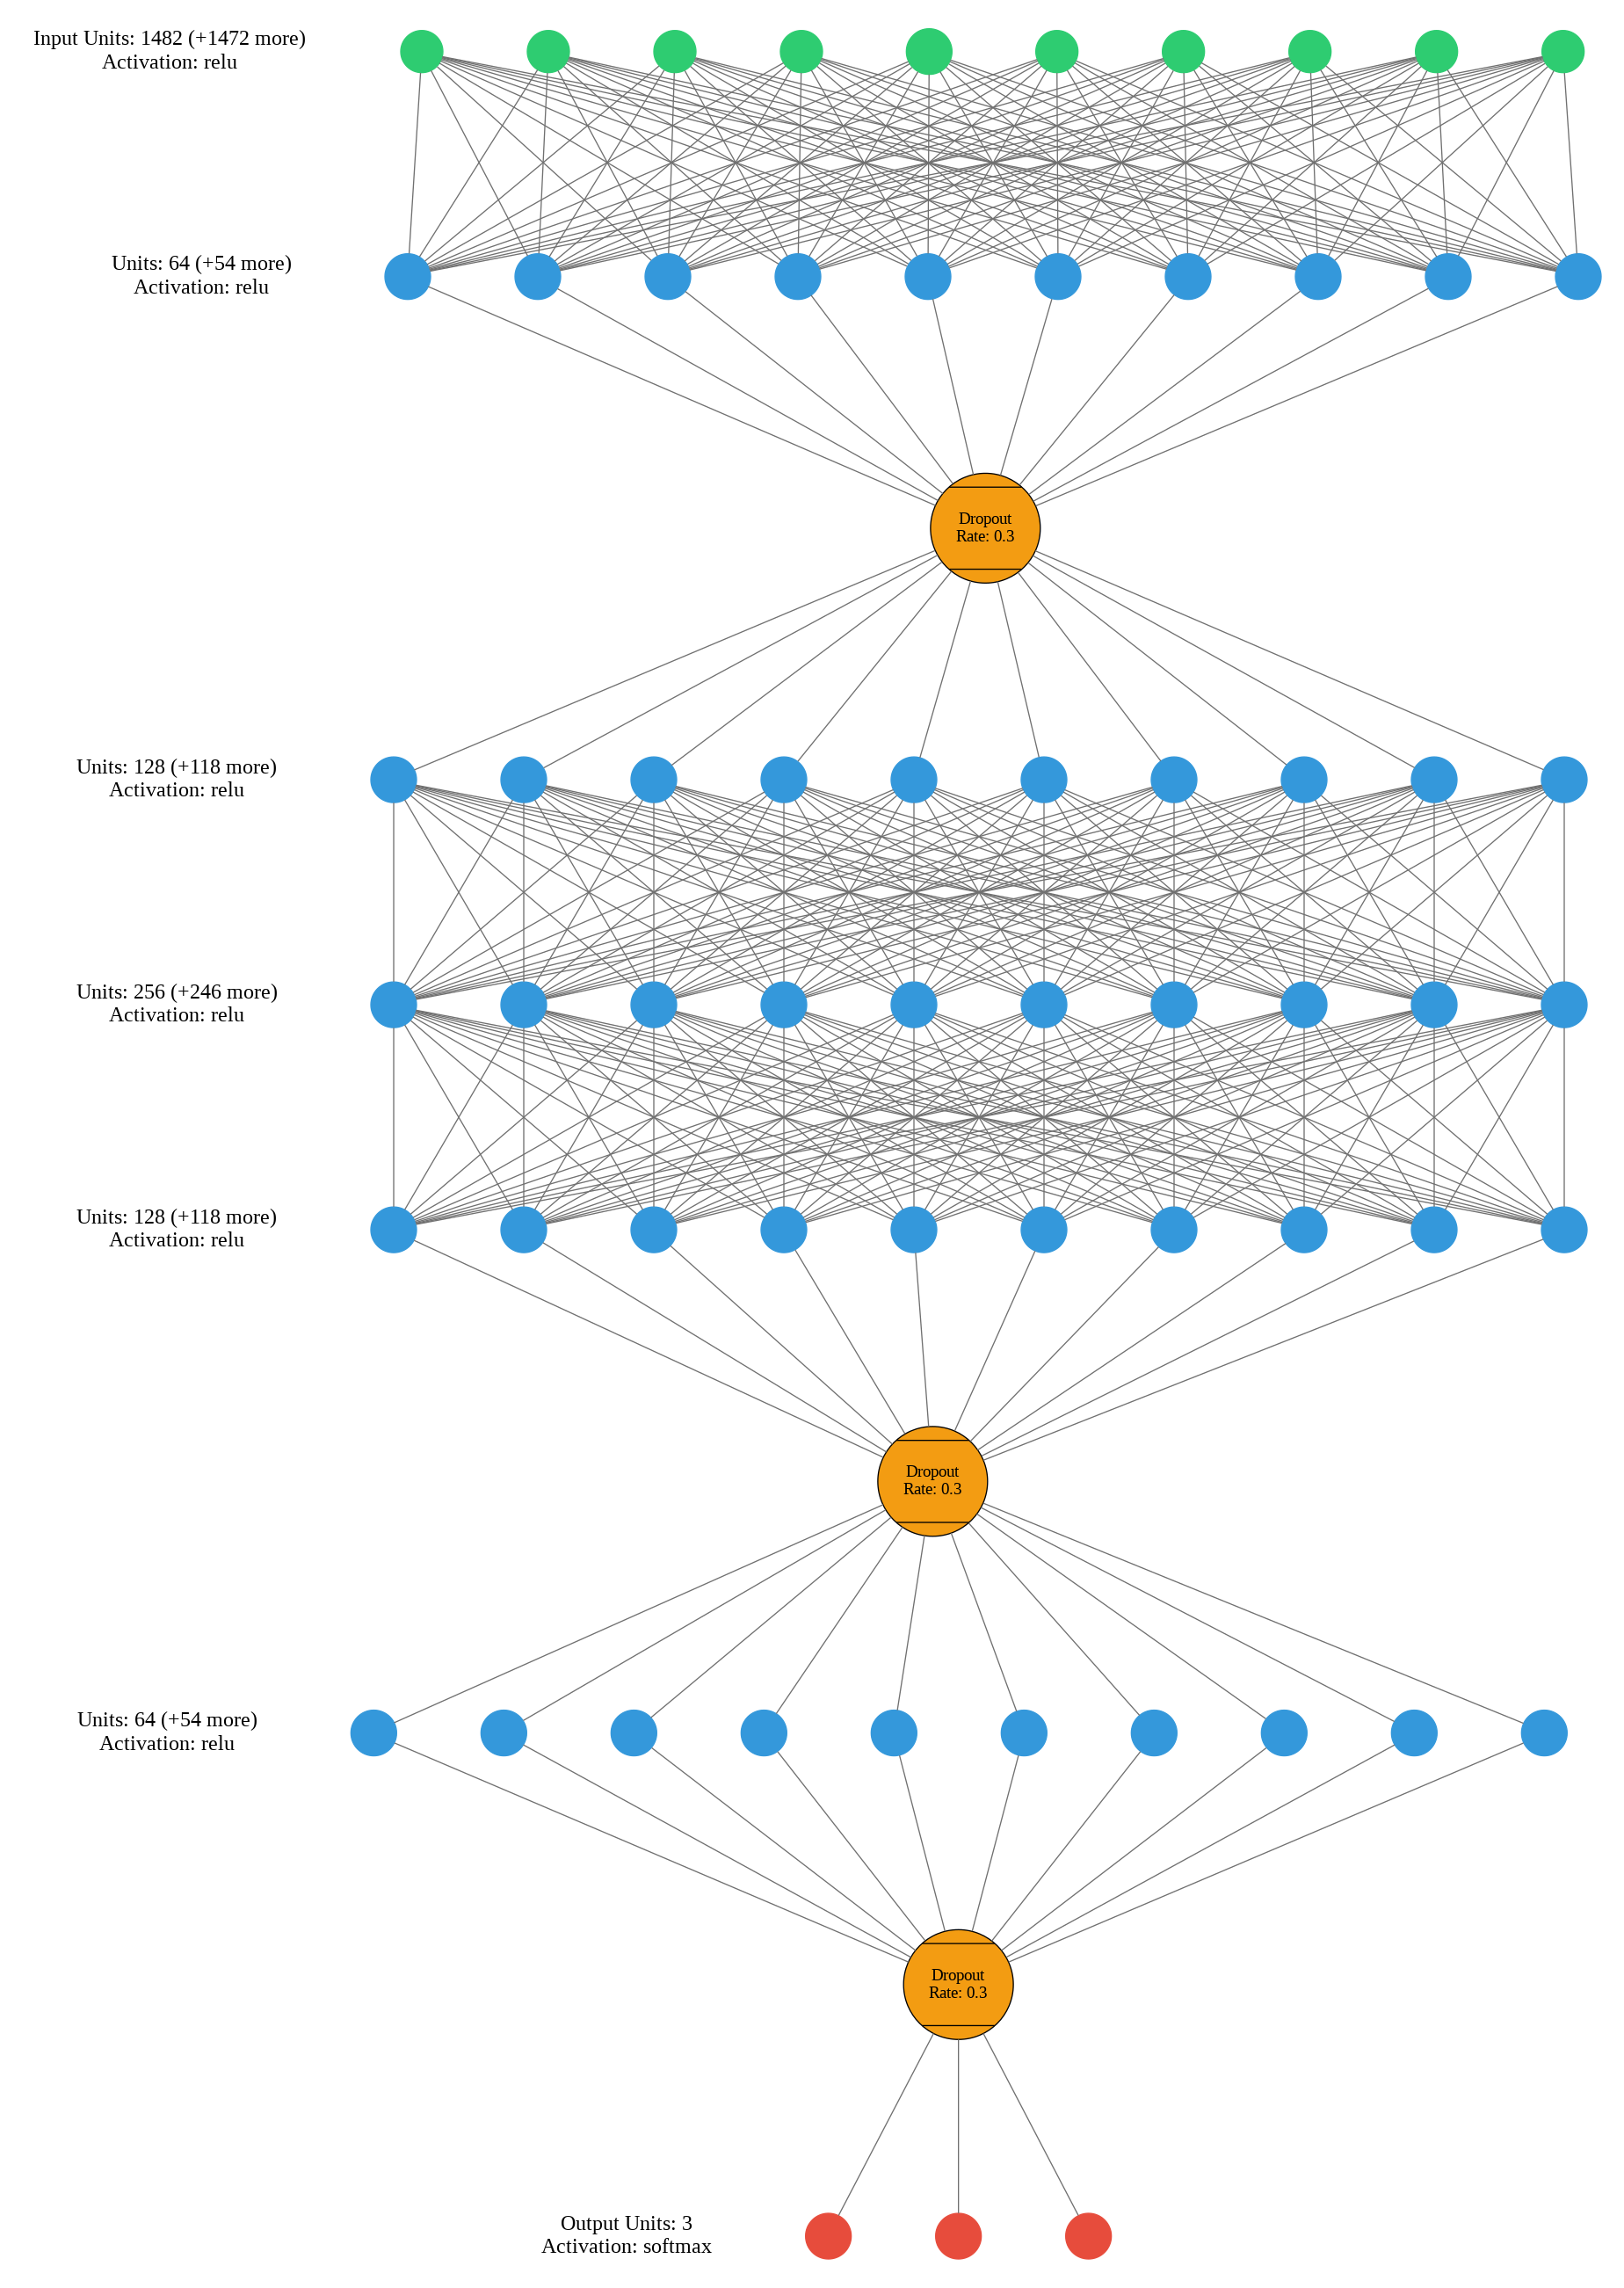 Input Units: 1482 (+1472 more)
Activation: relu
Units: 64 (+54 more)
Activation: relu
Dropout
Rate: 0.3
Units: 128 (+118 more)
Activation: relu
Units: 256 (+246 more)
Activation: relu
Units: 128 (+118 more)
Activation: relu
Dropout
Rate: 0.3
Units: 64 (+54 more)
Activation: relu
Dropout
Rate: 0.3
Output Units: 3
Activation: softmax